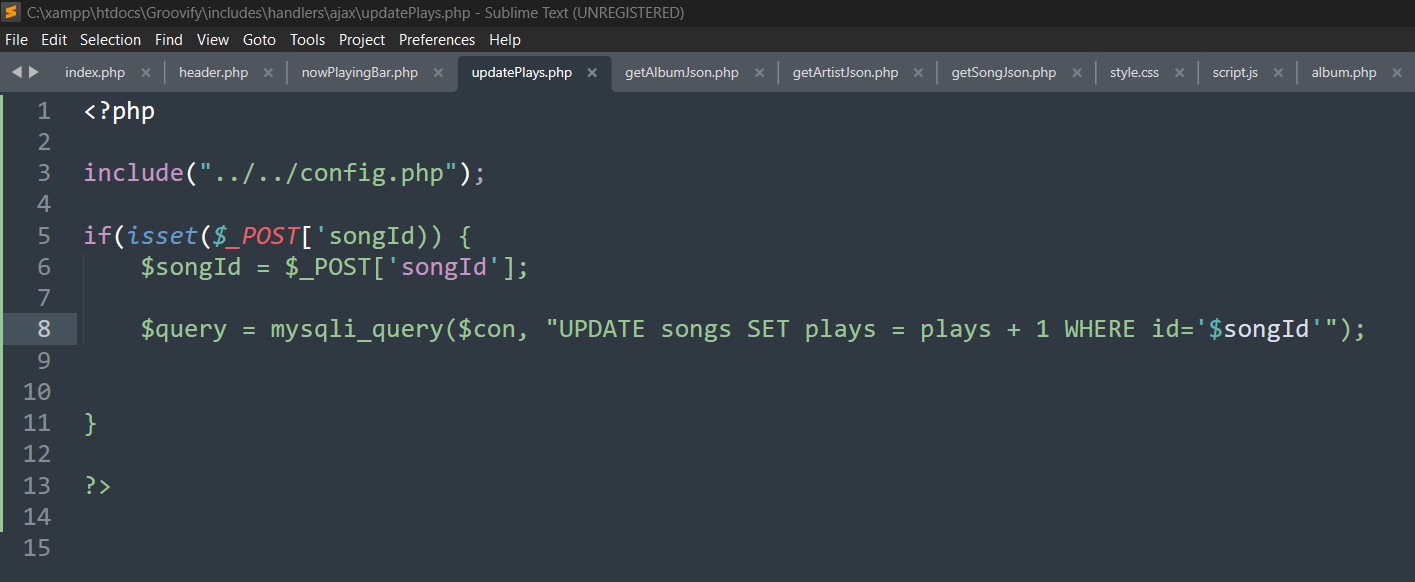 C:\xampp\htdocs\Groovify\includes\handlers\ajax\updatePlays.php - Sublime Text (UNREGISTERED)
File Edit Selection Find View Goto Tools Project Preferences Help
index.php × header.php × nowPlayingBar.php × updatePlays.php × getAlbumJson.php × getArtistJson.php × getSongJson.php × style.css × script.js × album.php ×
1 <?php
2
3 include("../../config.php");
4
5 if(isset($_POST['songId)) {
6     $songId = $_POST['songId'];
7
8     $query = mysqli_query($con, "UPDATE songs SET plays = plays + 1 WHERE id='$songId'");
9
10
11 }
12
13 ?>
14
15